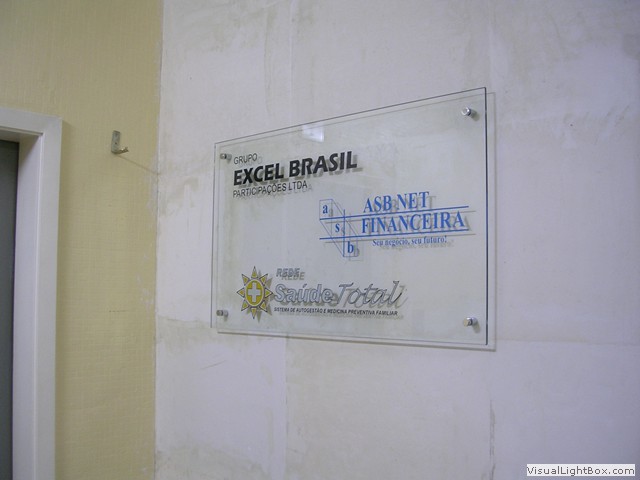 GRUPO
EXCEL BRASIL
PARTICIPAÇÕES LTDA
a s b
ASB NET
FINANCEIRA
Seu negócio, seu futuro!
REDE
Saúde Total
SISTEMA DE AUTOGESTÃO E MEDICINA PREVENTIVA FAMILIAR
VisualLightBox.com